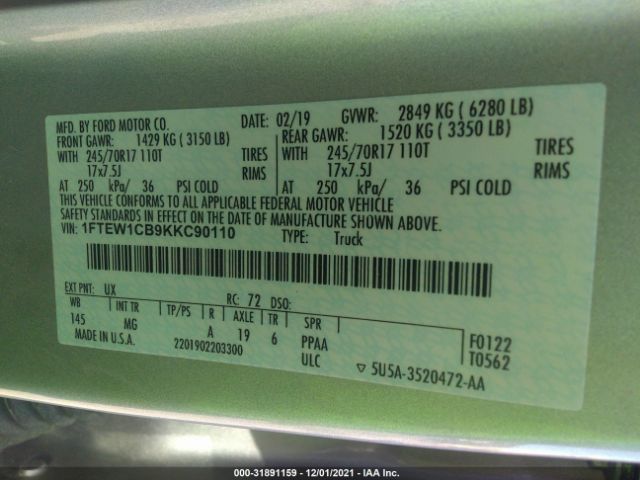 MFD. BY FORD MOTOR CO. DATE: 02/19 GVWR: 2849 KG ( 6280 LB)
FRONT GAWR: 1429 KG ( 3150 LB) REAR GAWR: 1520 KG ( 3350 LB)
WITH 245/70R17 110T TIRES WITH 245/70R17 110T TIRES
17x7.5J RIMS 17x7.5J RIMS
AT 250 kPa/ 36 PSI COLD AT 250 kPa/ 36 PSI COLD
THIS VEHICLE CONFORMS TO ALL APPLICABLE FEDERAL MOTOR VEHICLE
SAFETY STANDARDS IN EFFECT ON THE DATE OF MANUFACTURE SHOWN ABOVE.
VIN: 1FTEW1CB9KKC90110 TYPE: Truck
EXT PNT: UX RC: 72 DSO:
WB INT TR TP/PS R AXLE TR SPR
145 MG A 19 6 PPAA F0122
MADE IN U.S.A. 2201902203300 ULC T0562
▽ 5U5A-3520472-AA
000-31891159 - 12/01/2021 - IAA Inc.